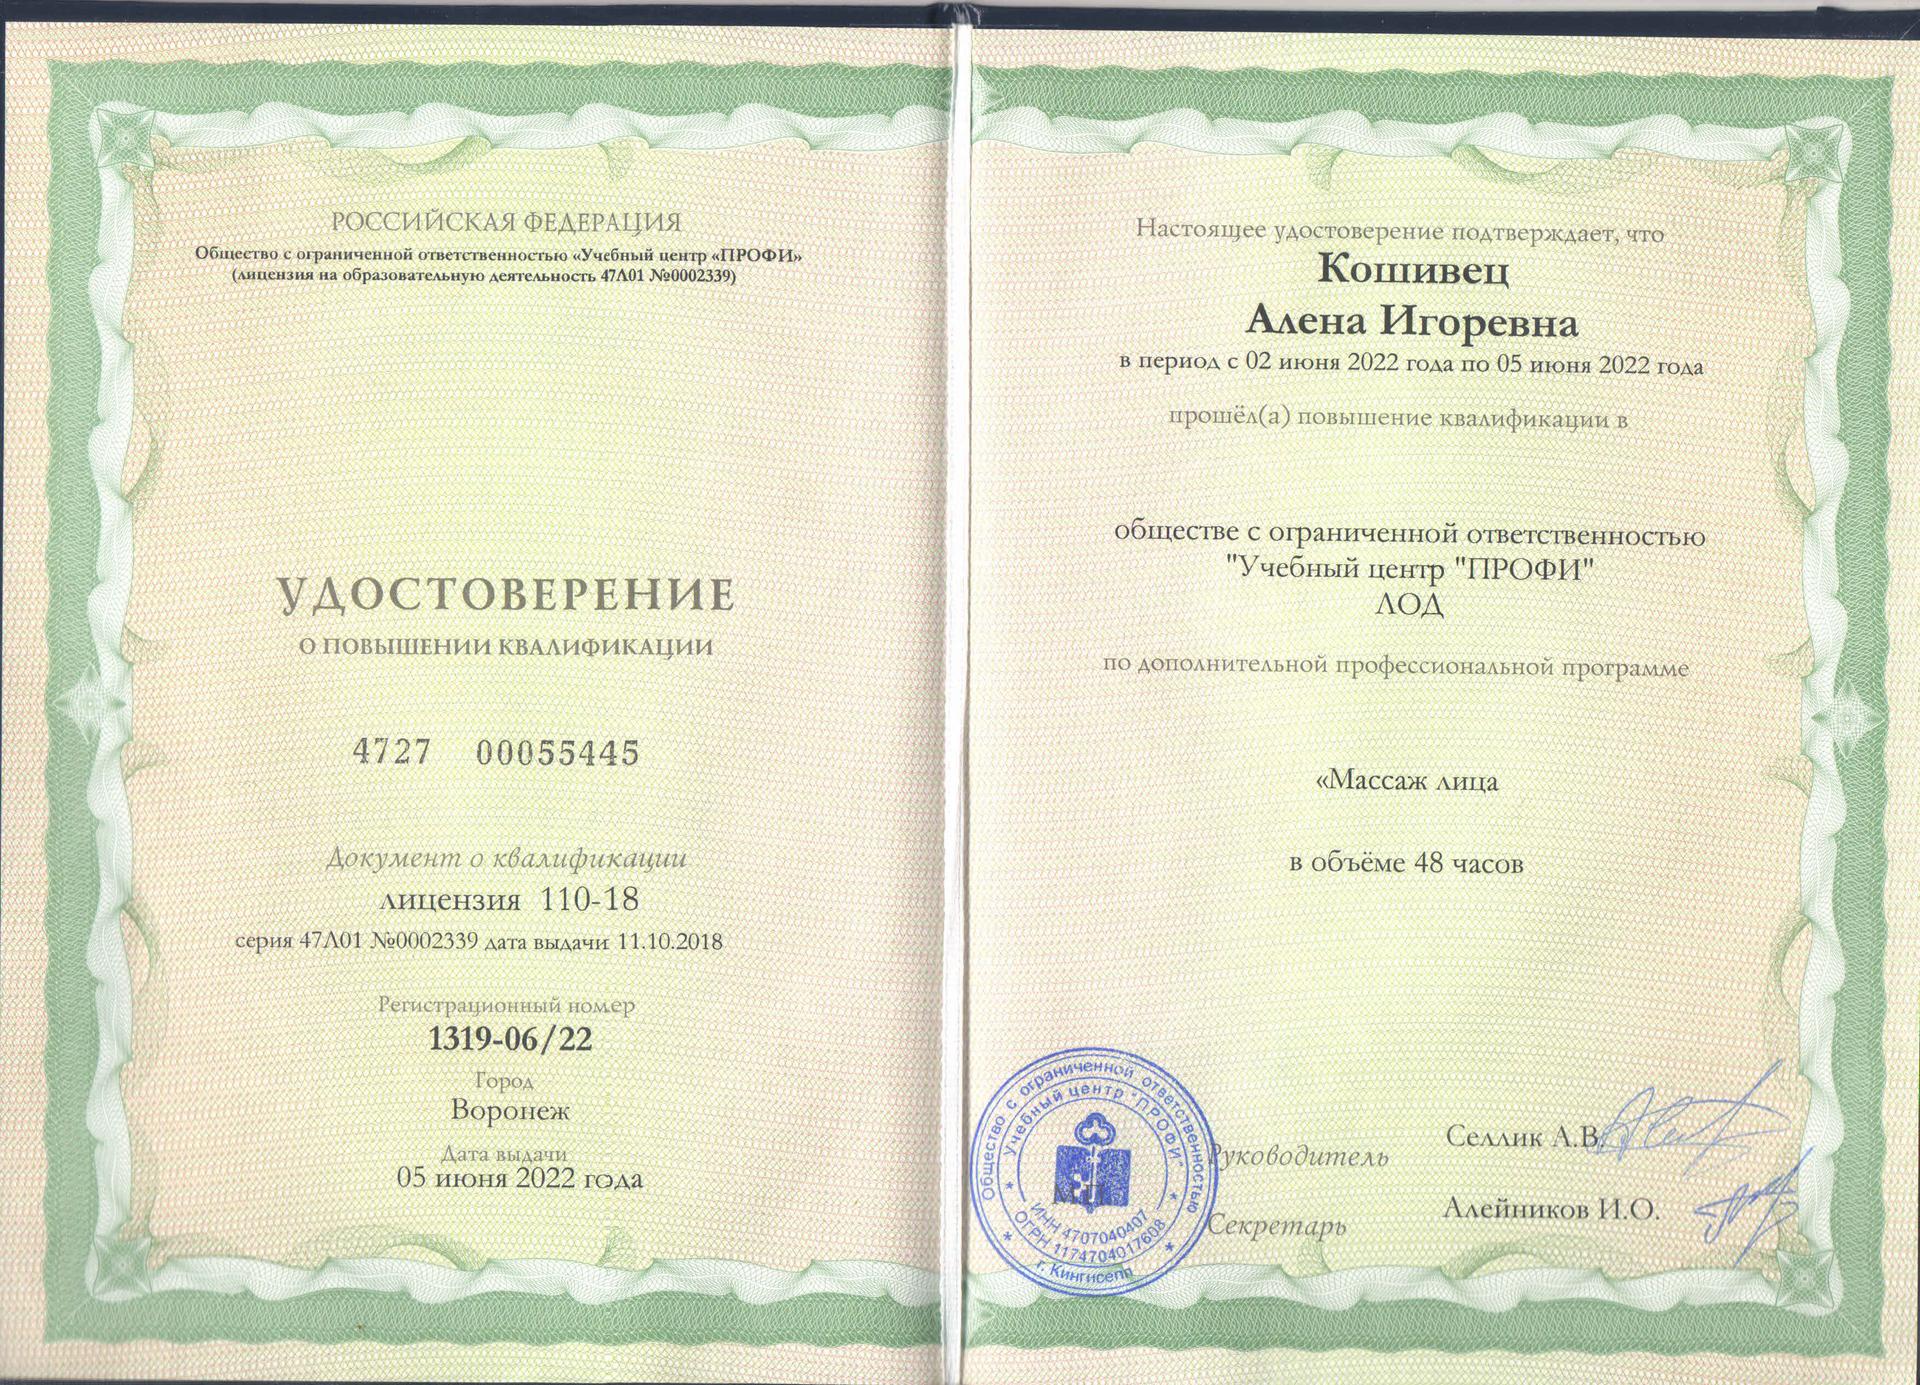 РОССИЙСКАЯ ФЕДЕРАЦИЯ
Общество с ограниченной ответственностью «Учебный центр «ПРОФИ»
(лицензия на образовательную деятельность 47Л01 №0002339)
УДОСТОВЕРЕНИЕ
О ПОВЫШЕНИИ КВАЛИФИКАЦИИ
4727 00055445
Документ о квалификации
лицензия 110-18
серия 47Л01 №0002339 дата выдачи 11.10.2018
Регистрационный номер
1319-06/22
Город
Воронеж
Дата выдачи
05 июня 2022 года
Настоящее удостоверение подтверждает, что
Кошивец
Алена Игоревна
в период с 02 июня 2022 года по 05 июня 2022 года
прошёл(а) повышение квалификации в
обществе с ограниченной ответственностью
"Учебный центр "ПРОФИ"
ЛОД
по дополнительной профессиональной программе
«Массаж лица
в объёме 48 часов
Общество с ограниченной ответственностью
Учебный центр "ПРОФИ"
М.П.
ИНН 4707040407
ОГРН 1174704017608
г. Кингисепп
Руководитель
Селлик А.В.
Секретарь
Алейников И.О.